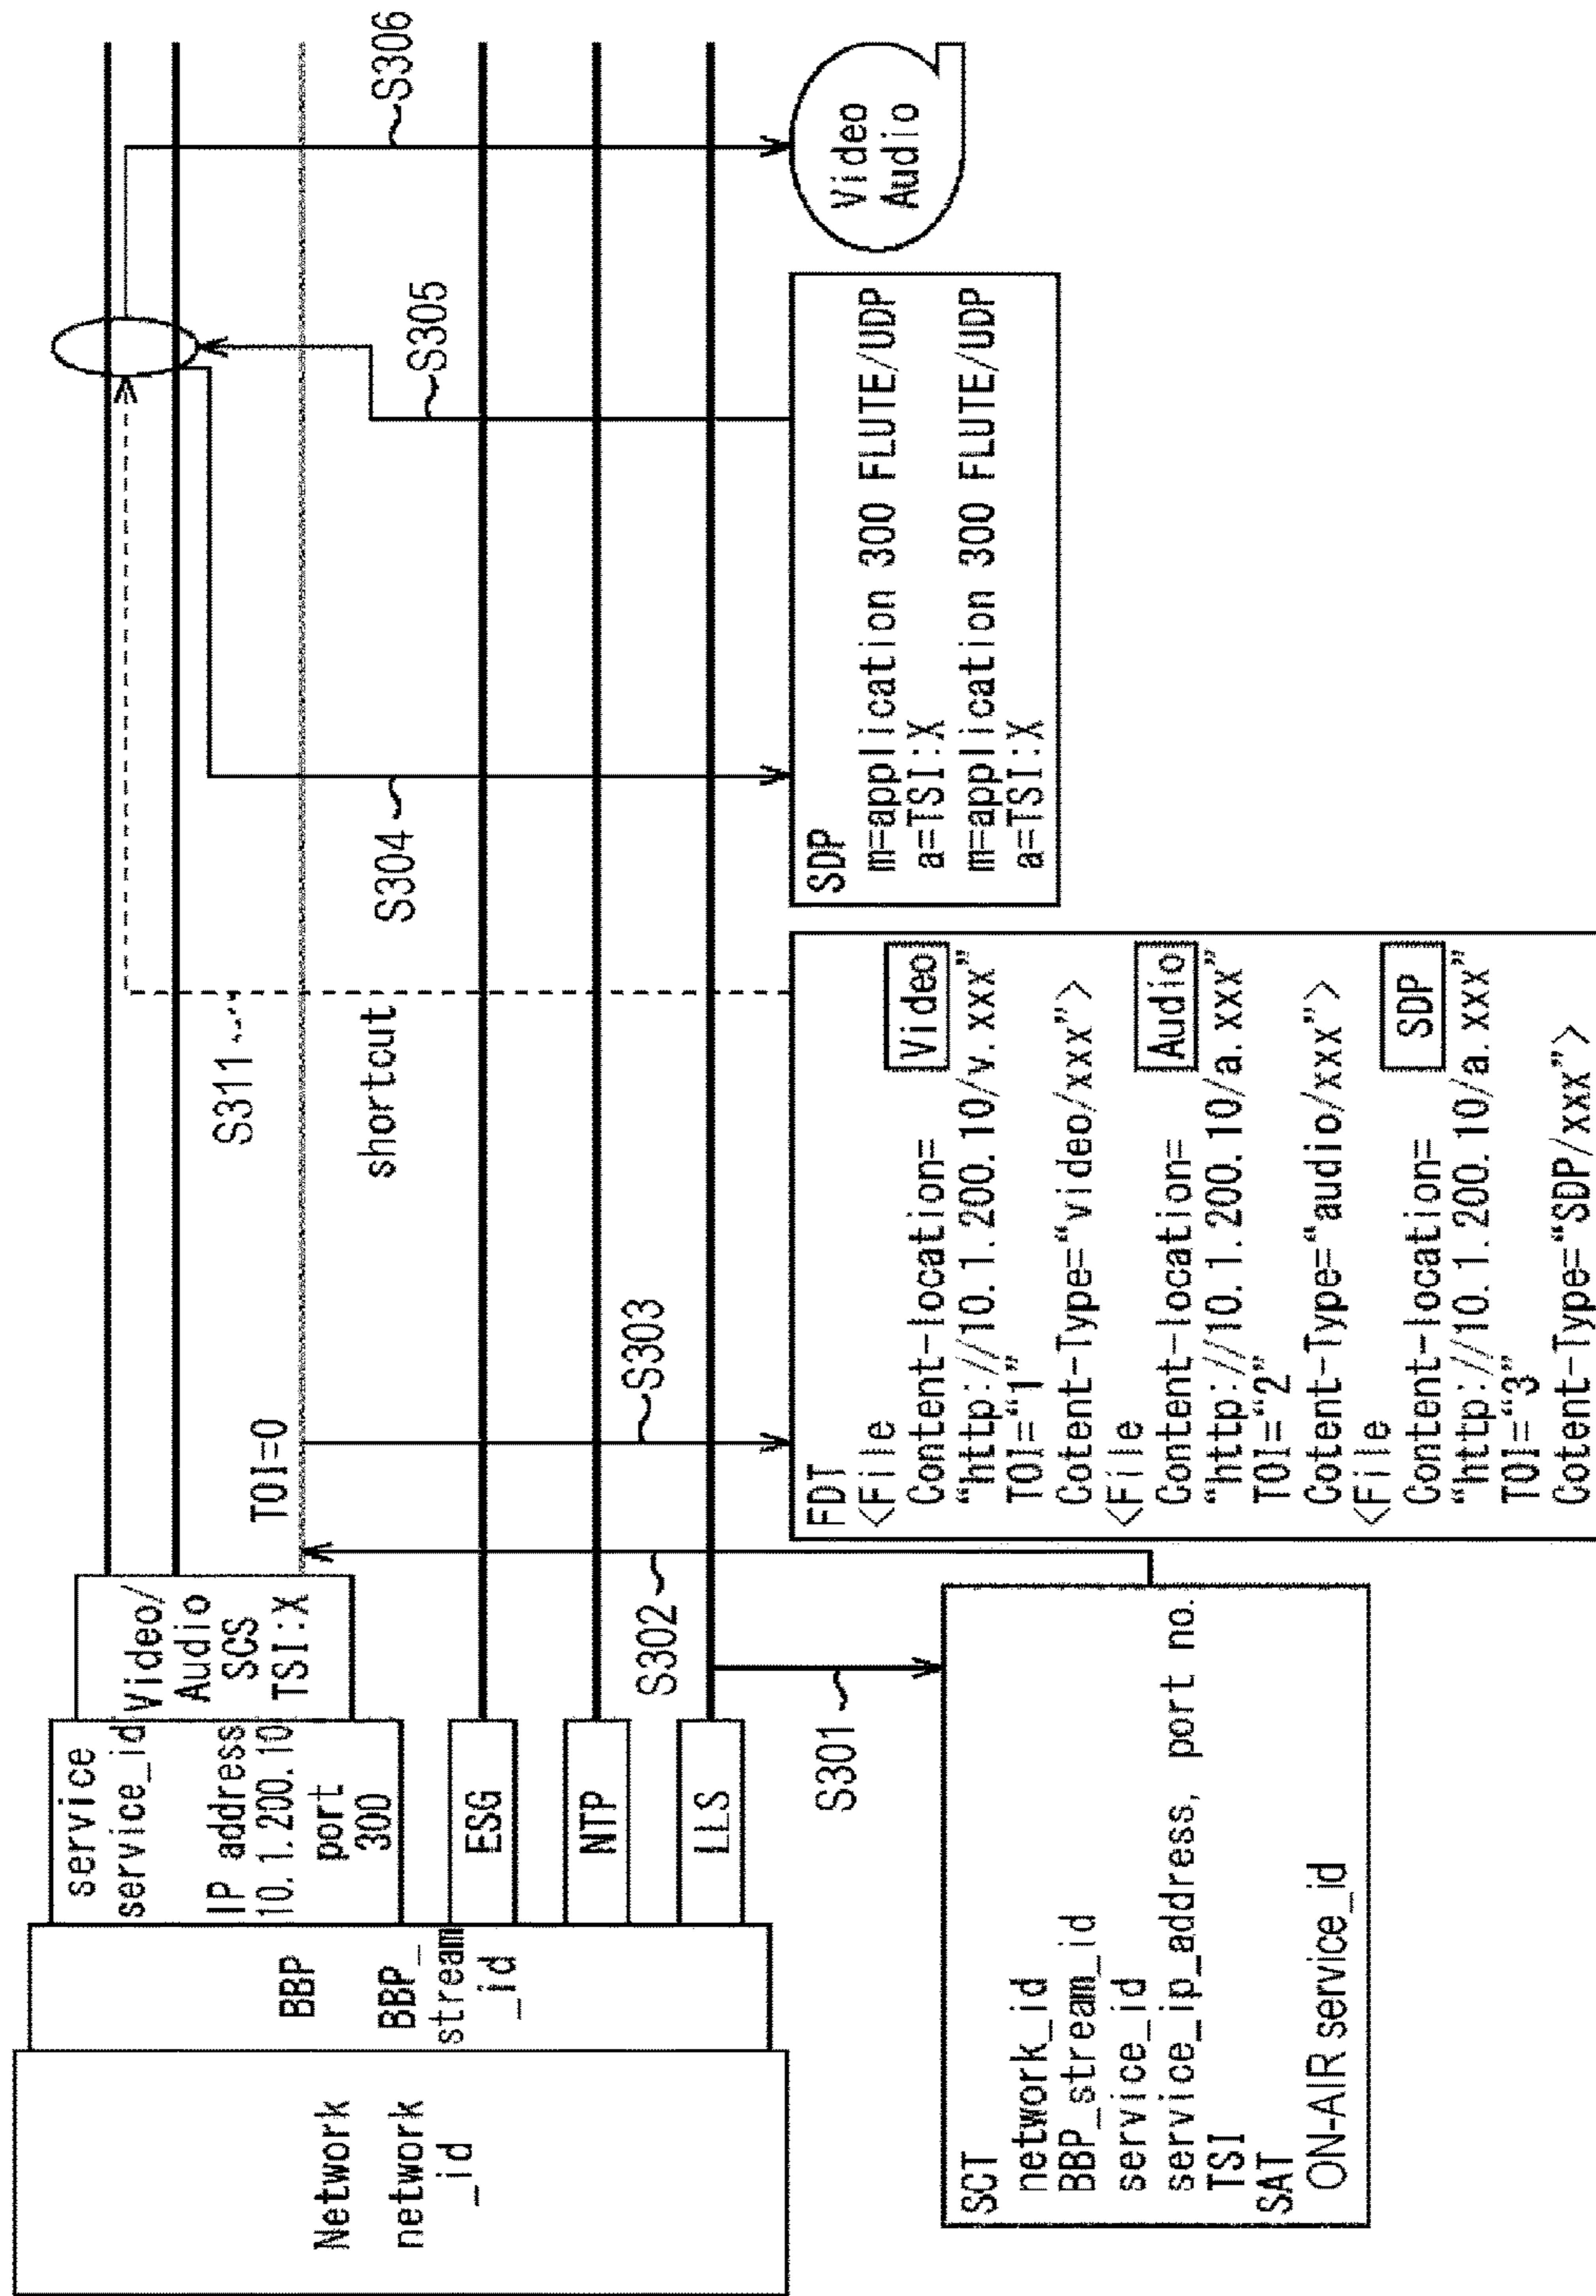 Network
network
_id
BBP
BBP_
stream
_id
service
service_id
IP address
10.1.200.10
port
300
Video/
Audio
SCS
TSI:X
ESG
NTP
LLS
TOI=0
S301
S302
S303
S311
shortcut
S304
S305
S306
SCT
network_id
BBP_stream_id
service_id
service_ip_address, port no.
TSI
SAT
ON-AIR service_id
FDT
<File
Video
Content-location=
“http://10.1.200.10/v.xxx”
TOI=“1”
Cotent-Type=“video/xxx”>
<File
Audio
Content-location=
“http://10.1.200.10/a.xxx”
TOI=“2”
Cotent-Type=“audio/xxx”>
<File
SDP
Content-location=
“http://10.1.200.10/a.xxx”
TOI=“3”
Cotent-Type=“SDP/xxx”>
SDP
m=application 300 FLUTE/UDP
a=TSI:X
m=application 300 FLUTE/UDP
a=TSI:X
Video
Audio